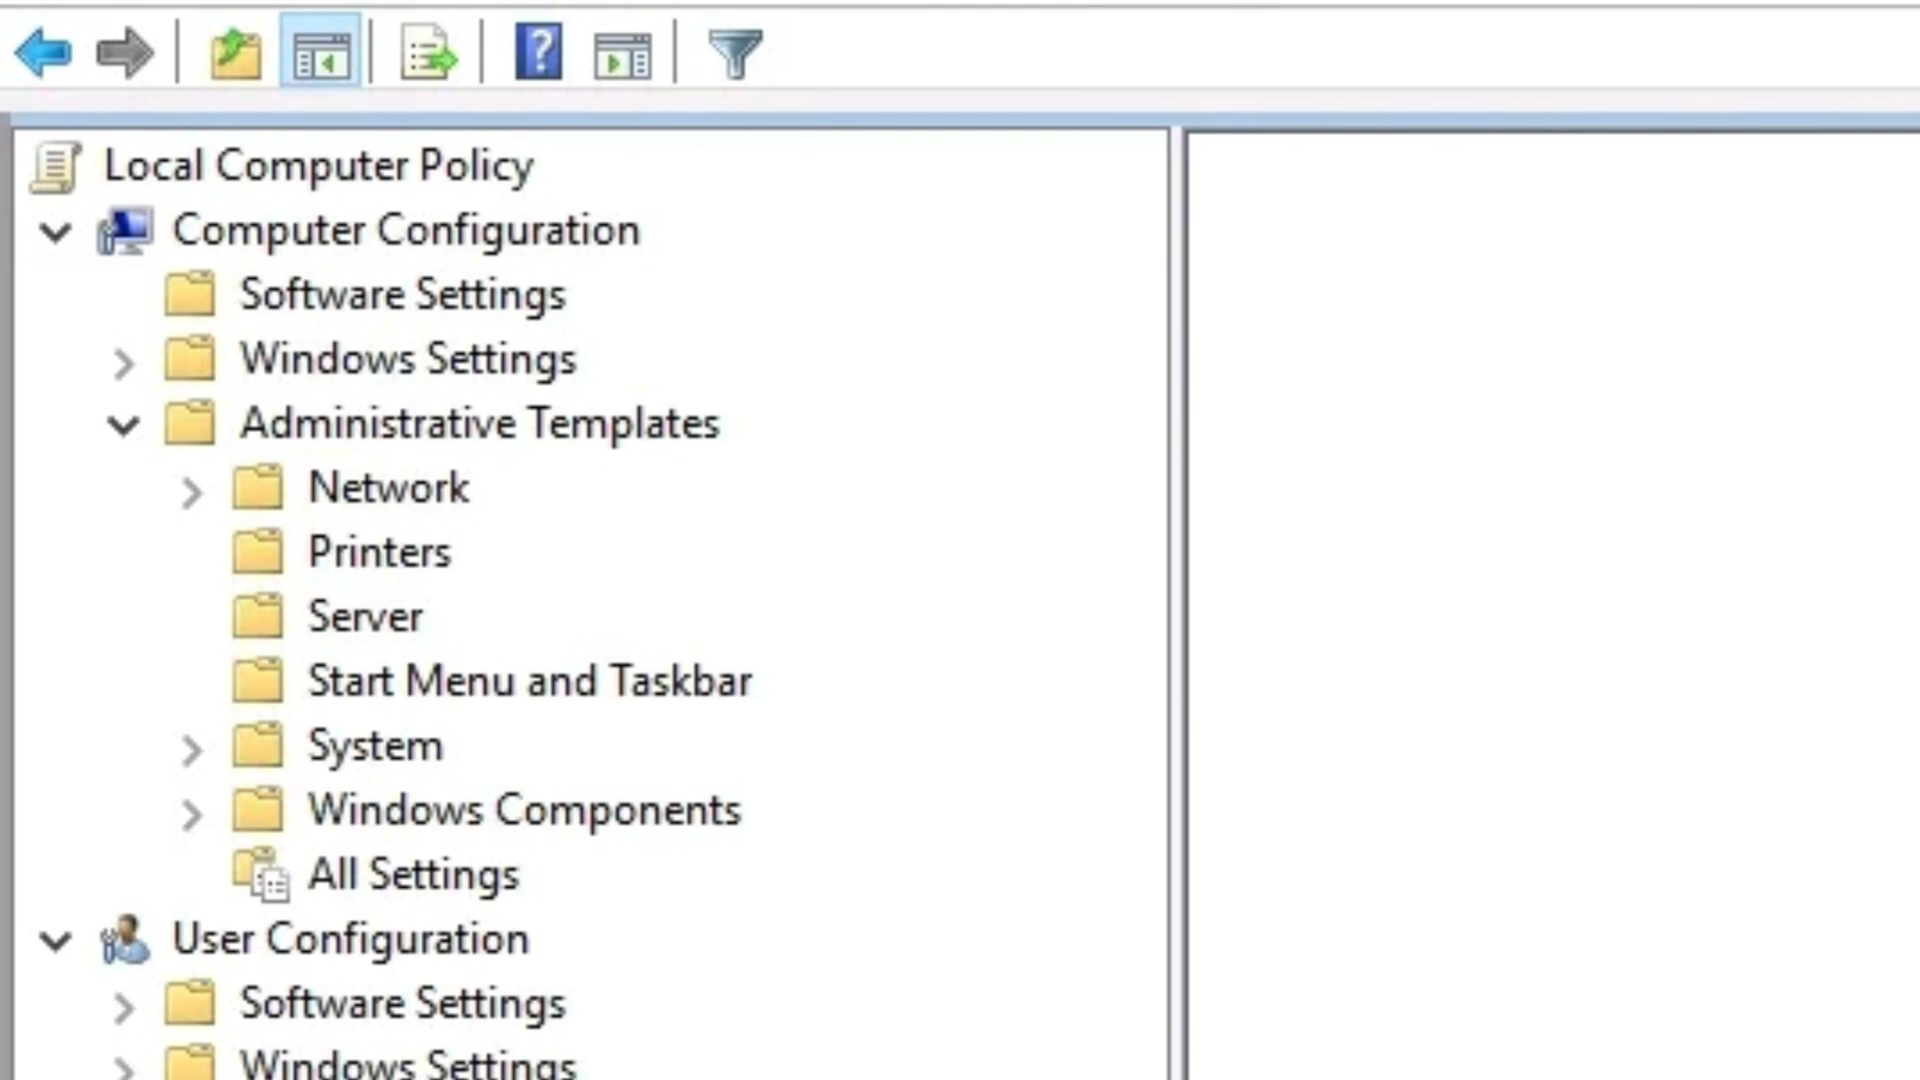 Local Computer Policy
Computer Configuration
Software Settings
Windows Settings
Administrative Templates
Network
Printers
Server
Start Menu and Taskbar
System
Windows Components
All Settings
User Configuration
Software Settings
Windows Settings